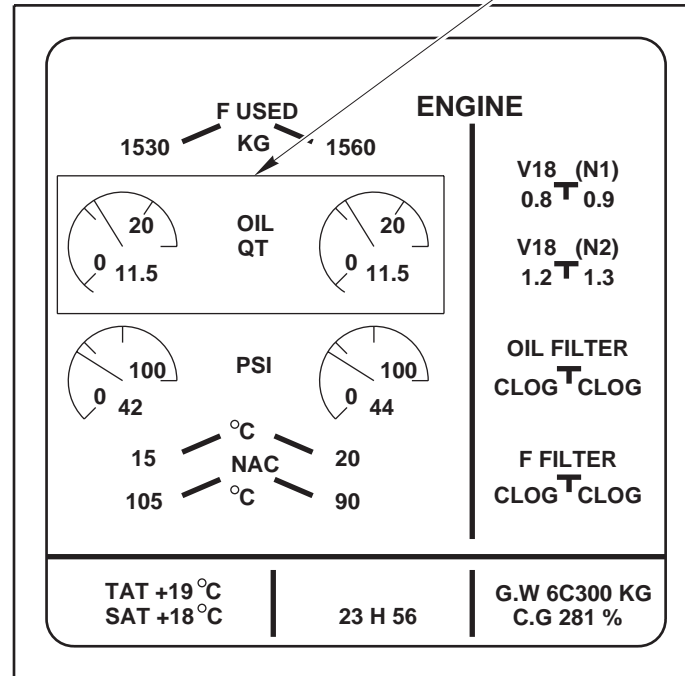 F USED
ENGINE
1530 KG 1560
V18 (N1)
0.8 0.9
20 OIL 20
QT
0 11.5 0 11.5
V18 (N2)
1.2 1.3
OIL FILTER
CLOG CLOG
100 PSI 100
0 42 0 44
°C
15 20
NAC
105 °C 90
F FILTER
CLOG CLOG
TAT +19 °C
SAT +18 °C
23 H 56
G.W 6C300 KG
C.G 281 %